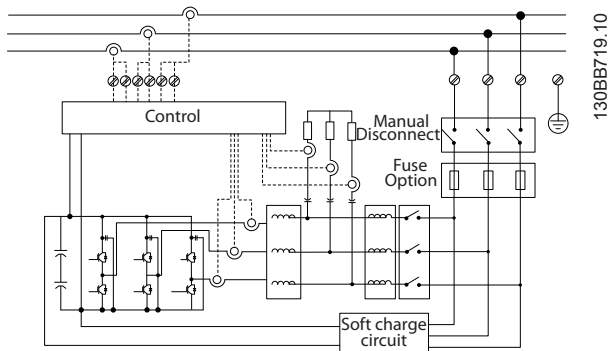 130BB719.10
Control
Manual
Disconnect
Fuse
Option
Soft charge
circuit